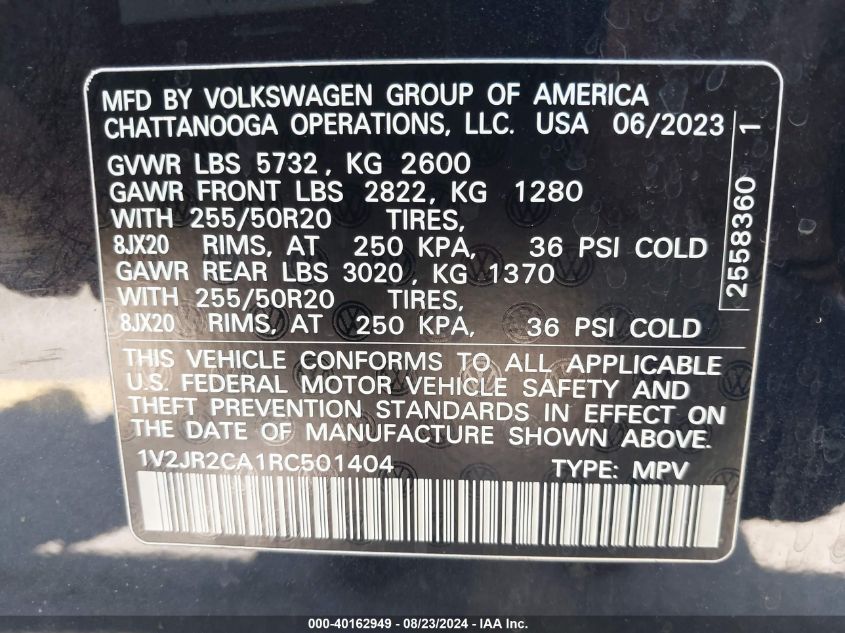 MFD BY VOLKSWAGEN GROUP OF AMERICA
CHATTANOOGA OPERATIONS, LLC. USA 06/2023
GVWR LBS 5732, KG 2600
GAWR FRONT LBS 2822, KG 1280
WITH 255/50R20 TIRES,
8JX20 RIMS, AT 250 KPA, 36 PSI COLD
GAWR REAR LBS 3020, KG 1370
WITH 255/50R20 TIRES,
8JX20 RIMS, AT 250 KPA, 36 PSI COLD
THIS VEHICLE CONFORMS TO ALL APPLICABLE
U.S. FEDERAL MOTOR VEHICLE SAFETY AND
THEFT PREVENTION STANDARDS IN EFFECT ON
THE DATE OF MANUFACTURE SHOWN ABOVE.
1V2JR2CA1RC501404 TYPE: MPV
2558360 1
000-40162949 - 08/23/2024 - IAA Inc.